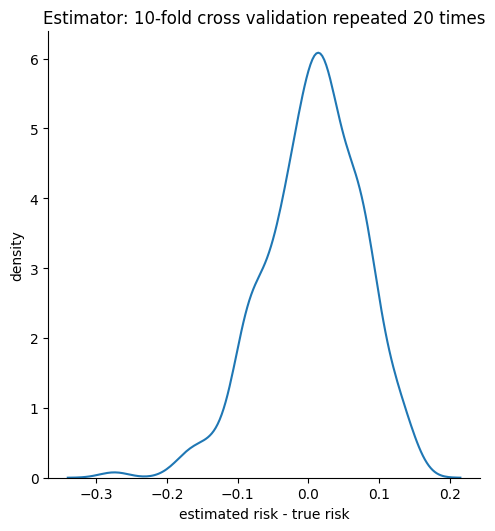 Estimator: 10-fold cross validation repeated 20 times
6
5
4
3
2
1
0
density
−0.3 −0.2 −0.1 0.0 0.1 0.2
estimated risk - true risk